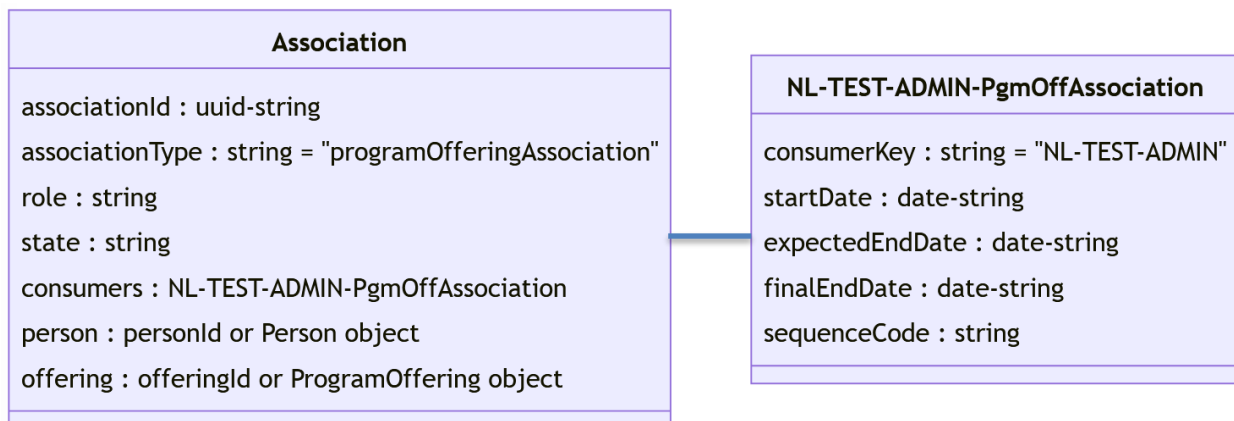 Association
associationId : uuid-string
associationType : string = "programOfferingAssociation"
role : string
state : string
consumers : NL-TEST-ADMIN-PgmOffAssociation
person : personId or Person object
offering : offeringId or ProgramOffering object
NL-TEST-ADMIN-PgmOffAssociation
consumerKey : string = "NL-TEST-ADMIN"
startDate : date-string
expectedEndDate : date-string
finalEndDate : date-string
sequenceCode : string